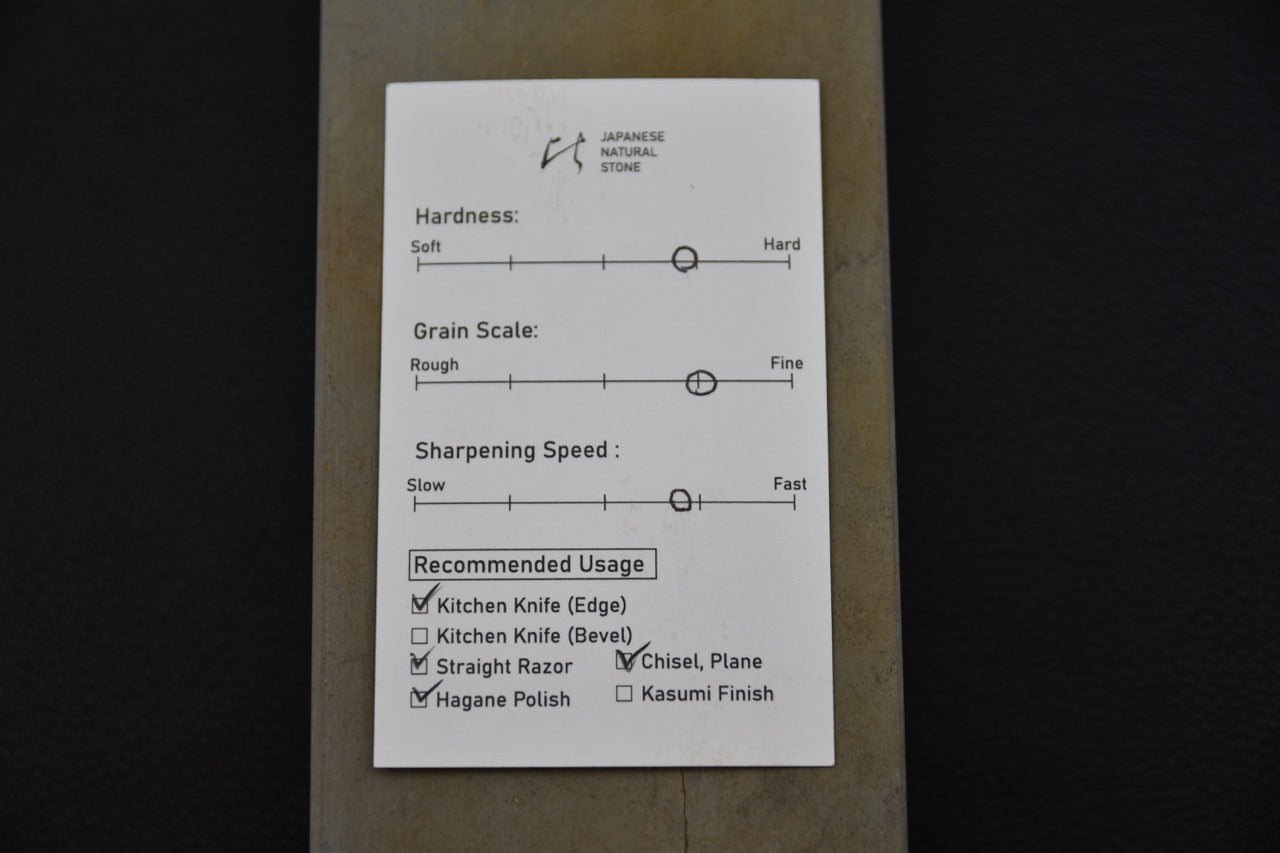 JAPANESE
NATURAL
STONE
Hardness:
Soft Hard
Grain Scale:
Rough Fine
Sharpening Speed :
Slow Fast
Recommended Usage
Kitchen Knife (Edge)
Kitchen Knife (Bevel)
Straight Razor Chisel, Plane
Hagane Polish Kasumi Finish